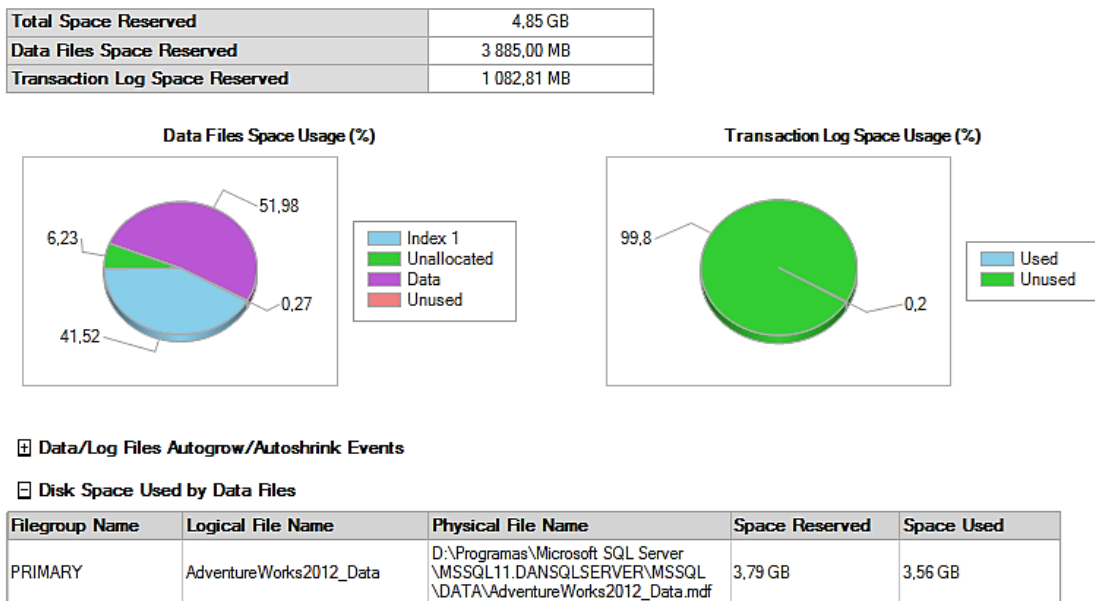 Total Space Reserved 4,85 GB
Data Files Space Reserved 3 885,00 MB
Transaction Log Space Reserved 1 082,81 MB
Data Files Space Usage (%)
51,98
6,23
0,27
41,52
Index 1
Unallocated
Data
Unused
Transaction Log Space Usage (%)
99,8
0,2
Used
Unused
Data/Log Files Autogrow/Autoshrink Events
Disk Space Used by Data Files
Filegroup Name Logical File Name Physical File Name Space Reserved Space Used
PRIMARY AdventureWorks2012_Data D:\Programas\Microsoft SQL Server
\MSSQL11.DANSQLSERVER\MSSQL
\DATA\AdventureWorks2012_Data.mdf 3,79 GB 3,56 GB